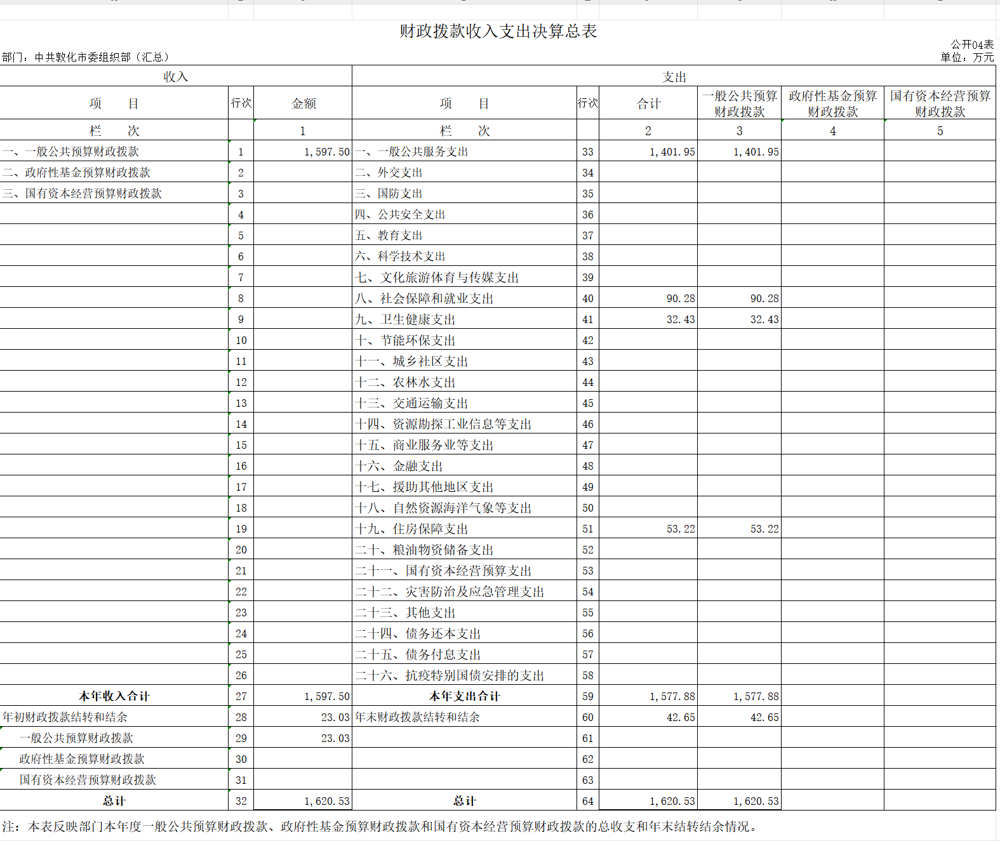 财政拨款收入支出决算总表
公开04表
部门：中共敦化市委组织部（汇总） 单位：万元
收入 支出
项 目 行次 金额 项 目 行次 合计 一般公共预算财政拨款 政府性基金预算财政拨款 国有资本经营预算财政拨款
栏 次 1 栏 次 2 3 4 5
一、一般公共预算财政拨款 1 1,597.50 一、一般公共服务支出 33 1,401.95 1,401.95
二、政府性基金预算财政拨款 2 二、外交支出 34
三、国有资本经营预算财政拨款 3 三、国防支出 35
4 四、公共安全支出 36
5 五、教育支出 37
6 六、科学技术支出 38
7 七、文化旅游体育与传媒支出 39
8 八、社会保障和就业支出 40 90.28 90.28
9 九、卫生健康支出 41 32.43 32.43
10 十、节能环保支出 42
11 十一、城乡社区支出 43
12 十二、农林水支出 44
13 十三、交通运输支出 45
14 十四、资源勘探工业信息等支出 46
15 十五、商业服务业等支出 47
16 十六、金融支出 48
17 十七、援助其他地区支出 49
18 十八、自然资源海洋气象等支出 50
19 十九、住房保障支出 51 53.22 53.22
20 二十、粮油物资储备支出 52
21 二十一、国有资本经营预算支出 53
22 二十二、灾害防治及应急管理支出 54
23 二十三、其他支出 55
24 二十四、债务还本支出 56
25 二十五、债务付息支出 57
26 二十六、抗疫特别国债安排的支出 58
本年收入合计 27 1,597.50 本年支出合计 59 1,577.88 1,577.88
年初财政拨款结转和结余 28 23.03 年末财政拨款结转和结余 60 42.65 42.65
一般公共预算财政拨款 29 23.03 61
政府性基金预算财政拨款 30 62
国有资本经营预算财政拨款 31 63
总计 32 1,620.53 总计 64 1,620.53 1,620.53
注：本表反映部门本年度一般公共预算财政拨款、政府性基金预算财政拨款和国有资本经营预算财政拨款的总收支和年末结转结余情况。